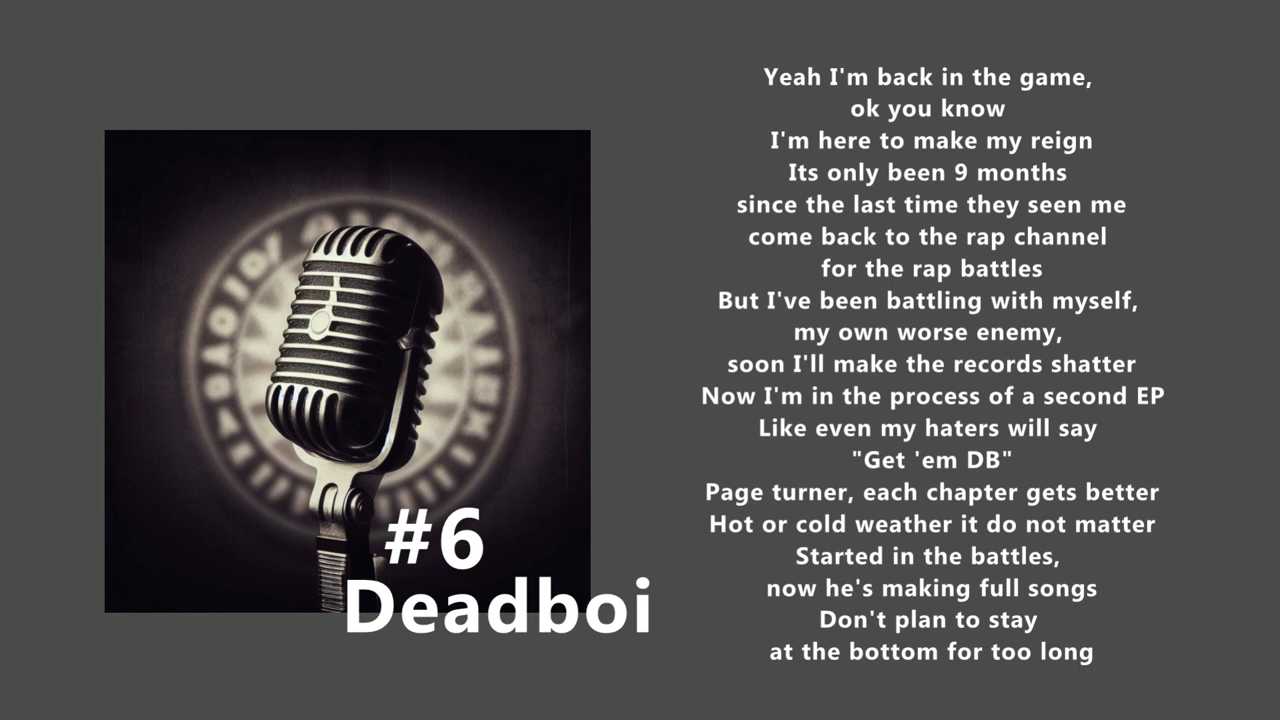 #6
Deadboi
Yeah I'm back in the game,
ok you know
I'm here to make my reign
Its only been 9 months
since the last time they seen me
come back to the rap channel
for the rap battles
But I've been battling with myself,
my own worse enemy,
soon I'll make the records shatter
Now I'm in the process of a second EP
Like even my haters will say
"Get 'em DB"
Page turner, each chapter gets better
Hot or cold weather it do not matter
Started in the battles,
now he's making full songs
Don't plan to stay
at the bottom for too long